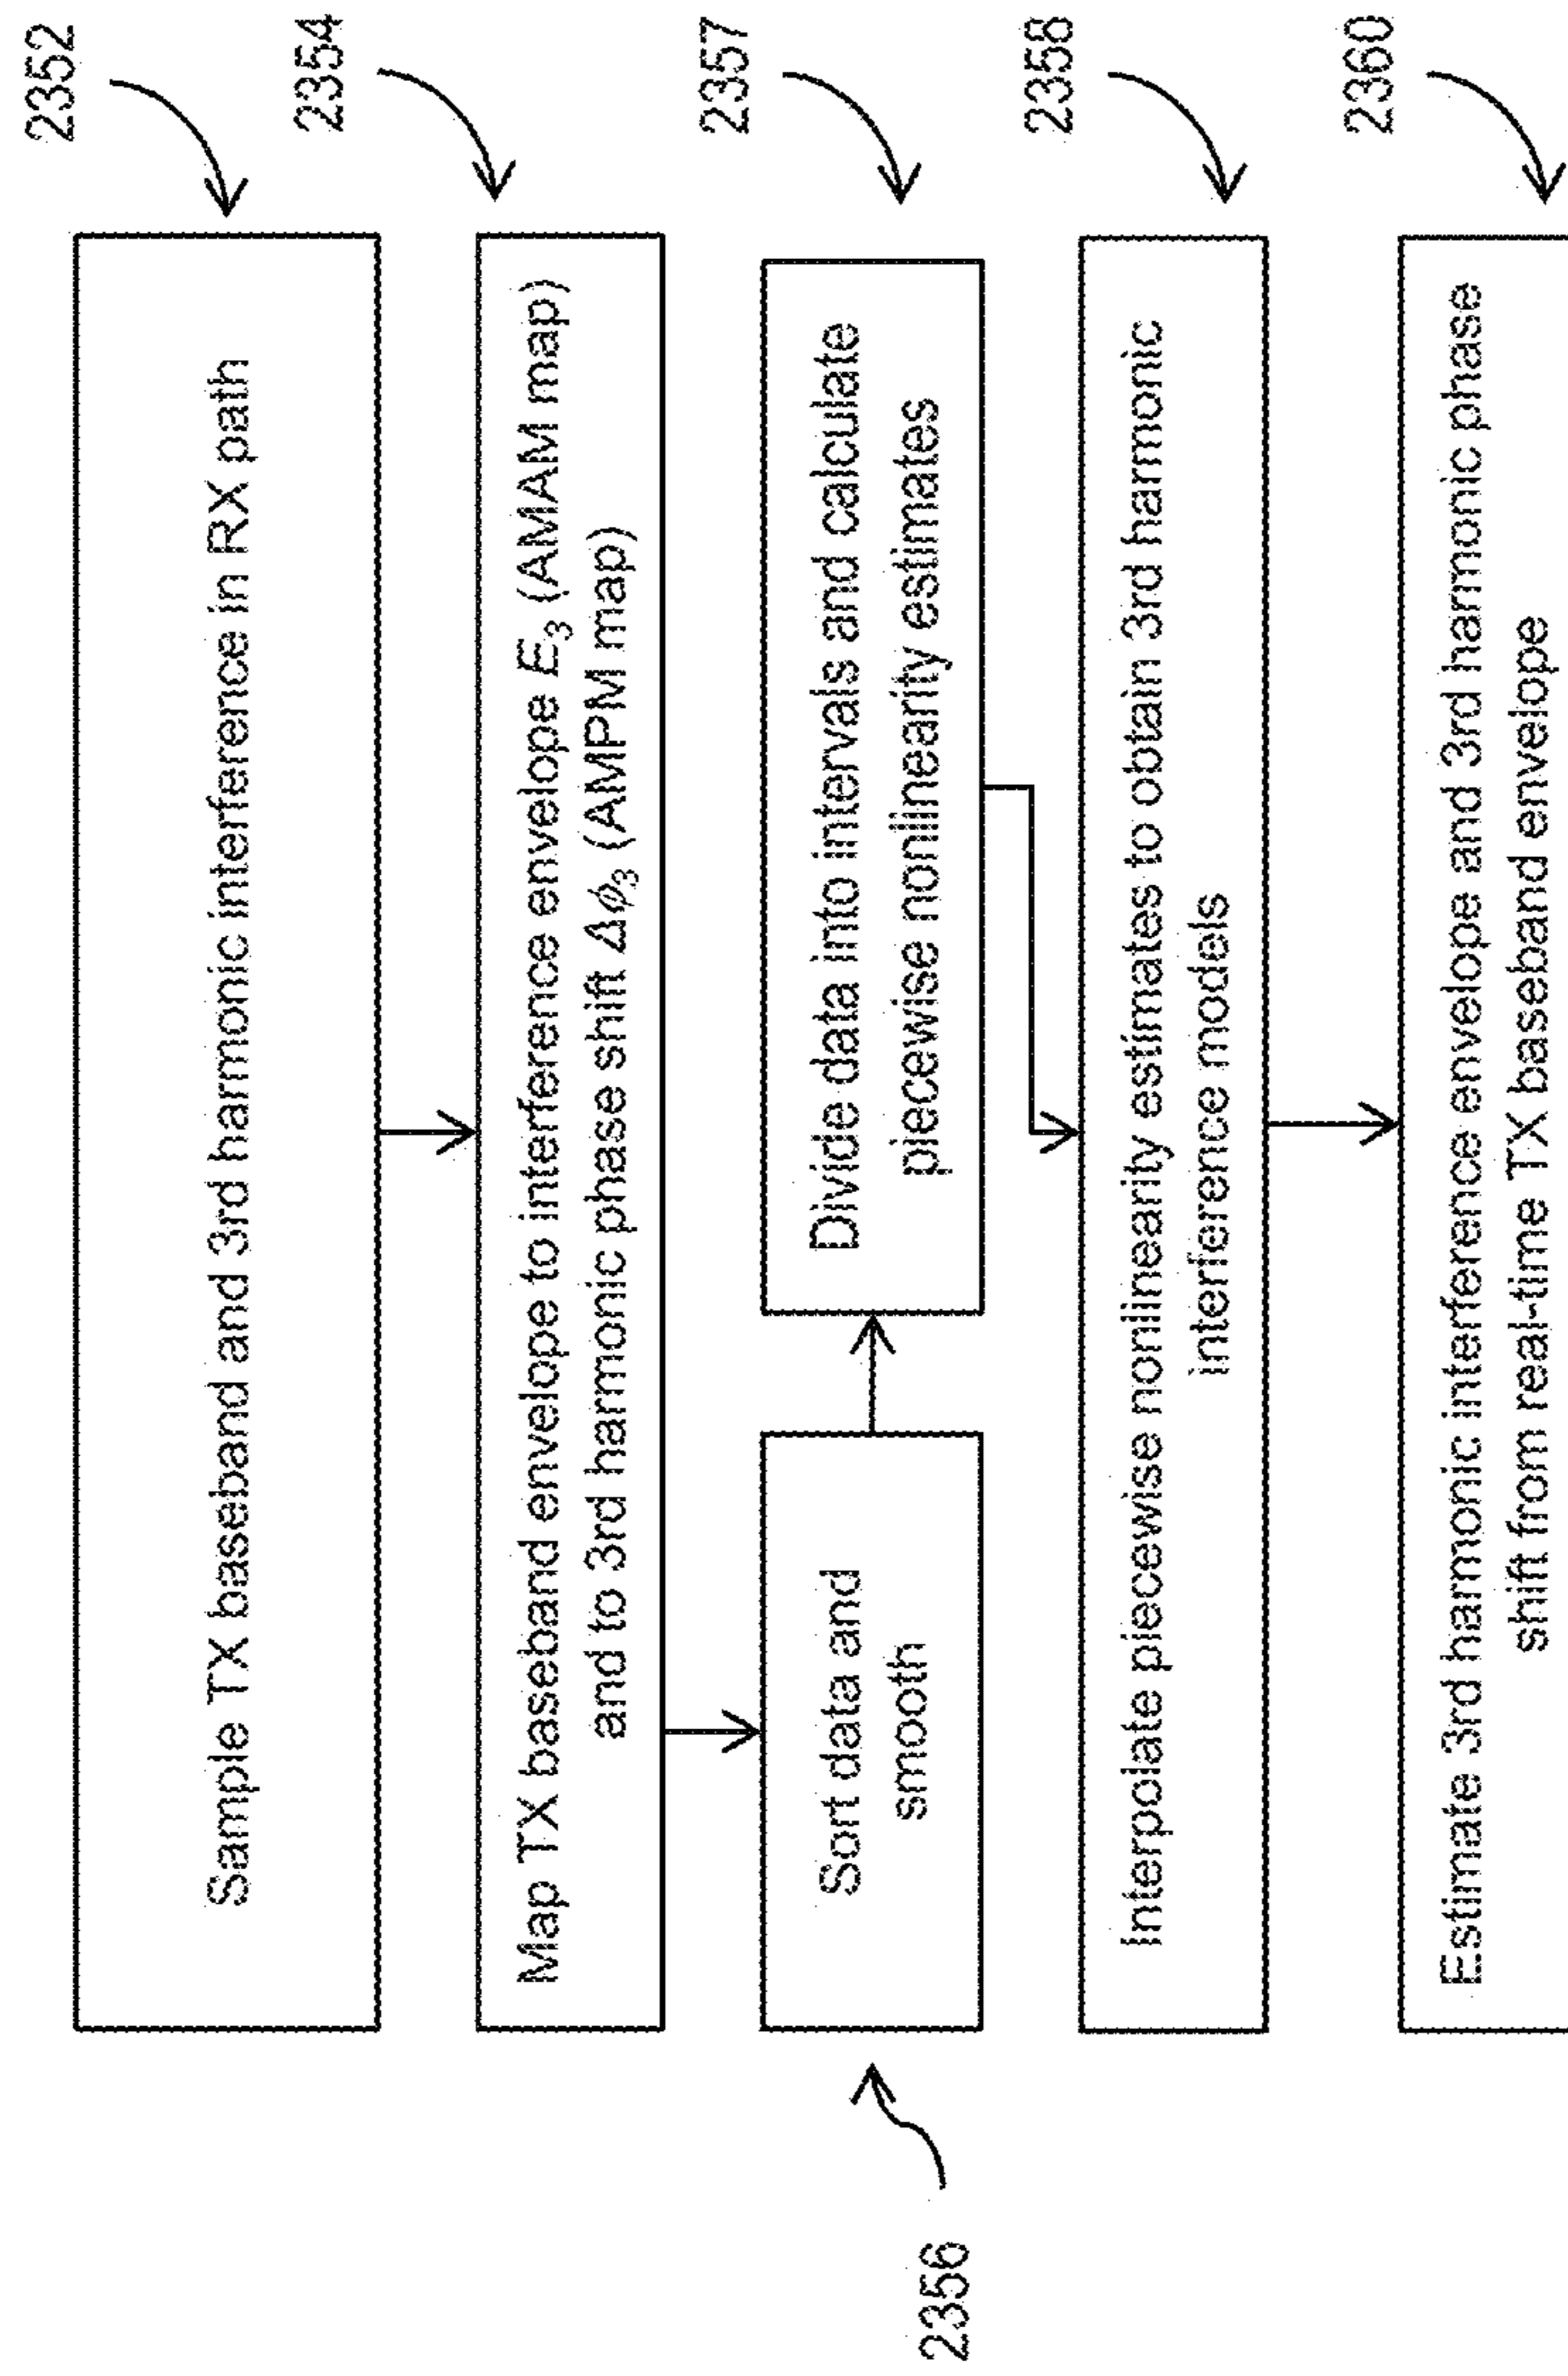 2352
Sample TX baseband and 3rd harmonic interference in RX path
2354
Map TX baseband envelope to interference envelope E₃ (AMAM map)
and to 3rd harmonic phase shift Δϕ₃ (AMPM map)
2356
Sort data and
smooth
2357
Divide data into intervals and calculate
piecewise nonlinearity estimates
2358
Interpolate piecewise nonlinearity estimates to obtain 3rd harmonic
interference models
2360
Estimate 3rd harmonic interference envelope and 3rd harmonic phase
shift from real-time TX baseband envelope